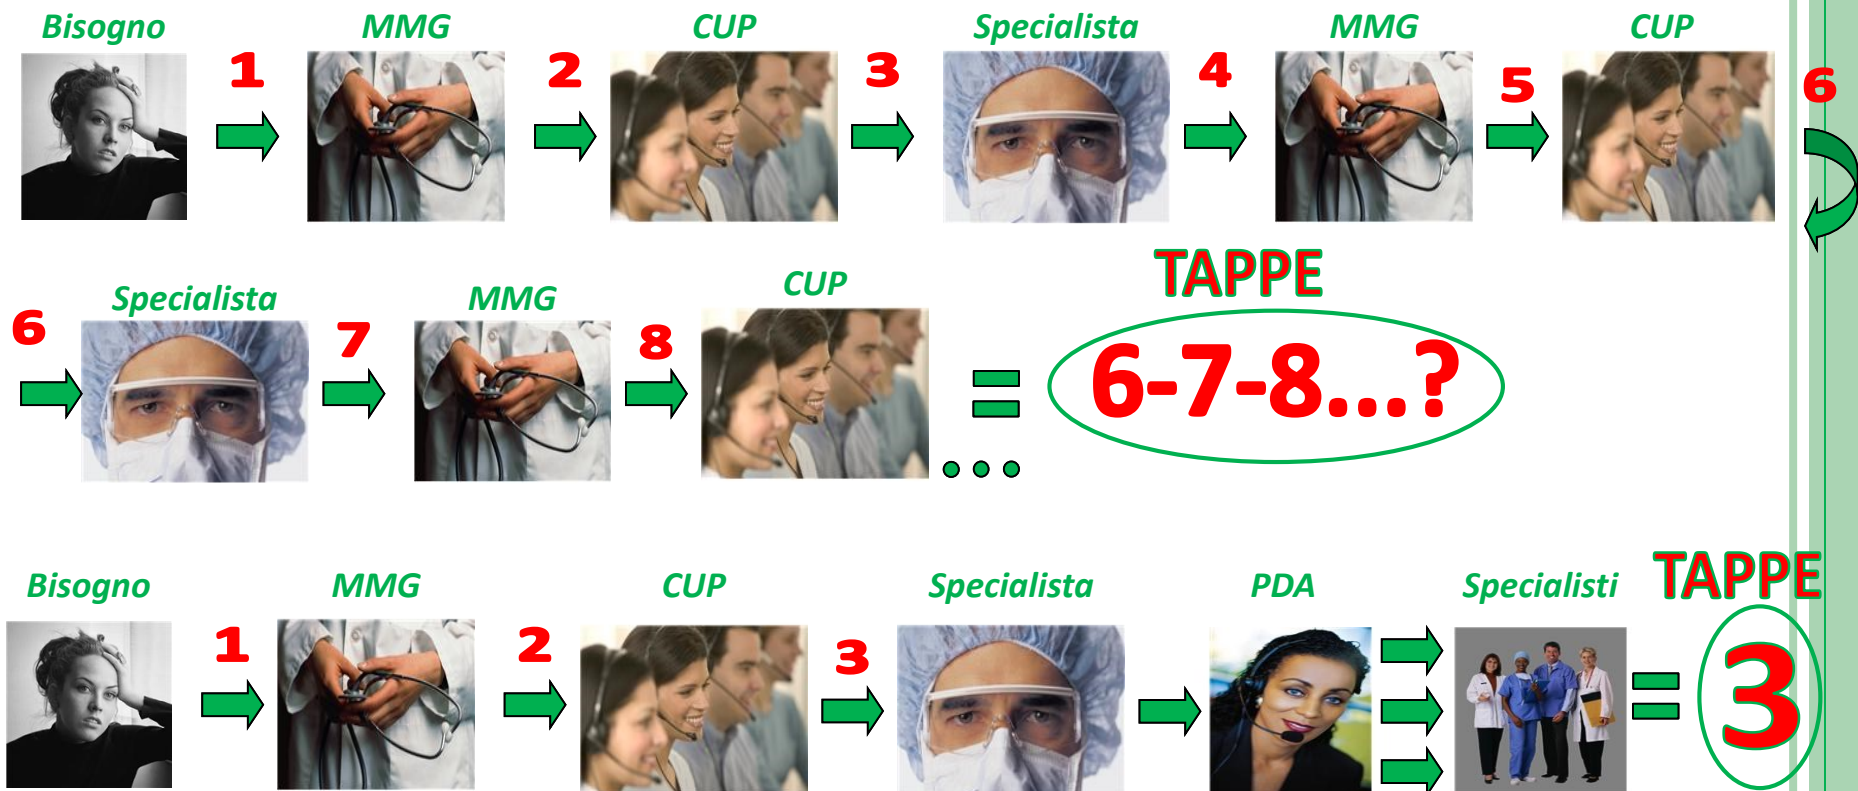 Bisogno MMG CUP Specialista MMG CUP
1 2 3 4 5 6
TAPPE
Specialista MMG CUP
6 7 8 = 6-7-8...?
...
TAPPE
Bisogno MMG CUP Specialista PDA Specialisti
1 2 3 = 3